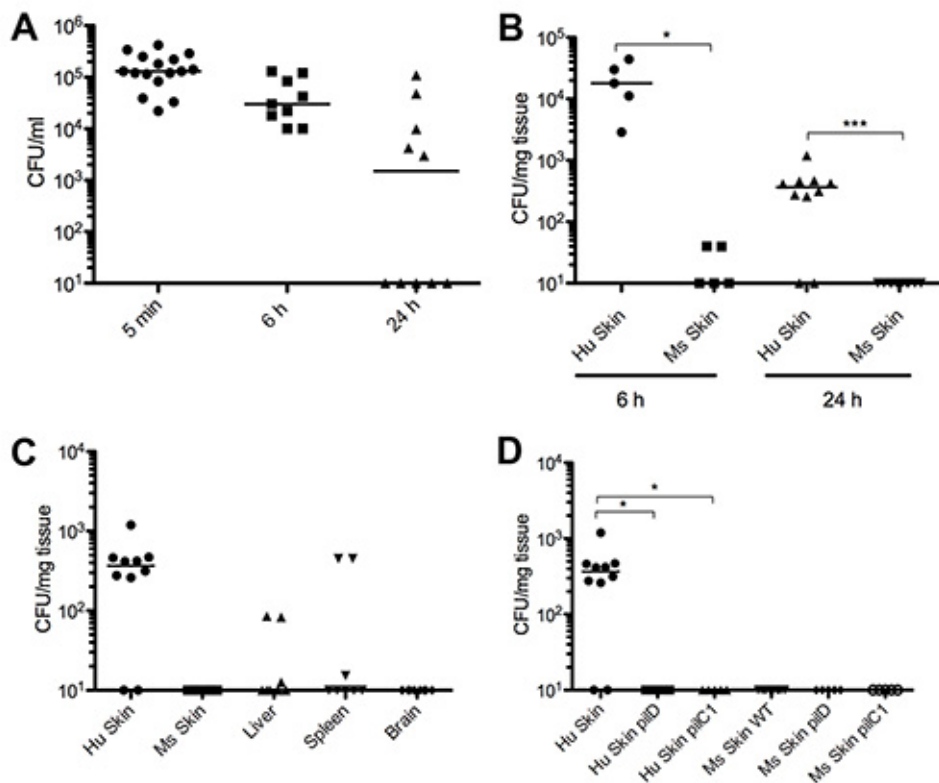 A
CFU/ml
10⁶
10⁵
10⁴
10³
10²
10¹
5 min
6 h
24 h
B
CFU/mg tissue
10⁵
10⁴
10³
10²
10¹
*
***
Hu Skin
Ms Skin
Hu Skin
Ms Skin
6 h
24 h
C
CFU/mg tissue
10⁴
10³
10²
10¹
Hu Skin
Ms Skin
Liver
Spleen
Brain
D
CFU/mg tissue
10⁴
10³
10²
10¹
*
*
Hu Skin
Hu Skin pilD
Hu Skin pilC1
Ms Skin WT
Ms Skin pilD
Ms Skin pilC1